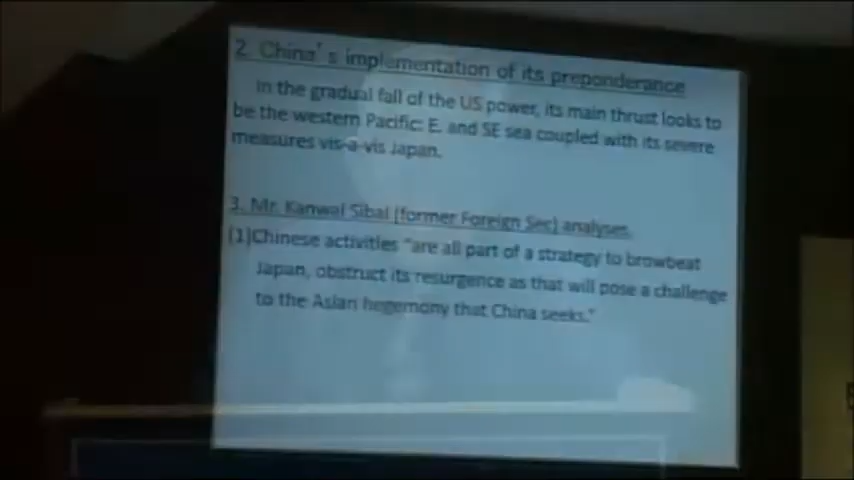 2. China's implementation of its preponderance
In the gradual fall of the US power, its main thrust looks to
be the western Pacific: E. and SE sea coupled with its severe
measures vis-a-vis Japan.
3. Mr. Kanwal Sibal (former Foreign Sec) analyses.
(1)Chinese activities "are all part of a strategy to browbeat
Japan, obstruct its resurgence as that will pose a challenge
to the Asian hegemony that China seeks."
E